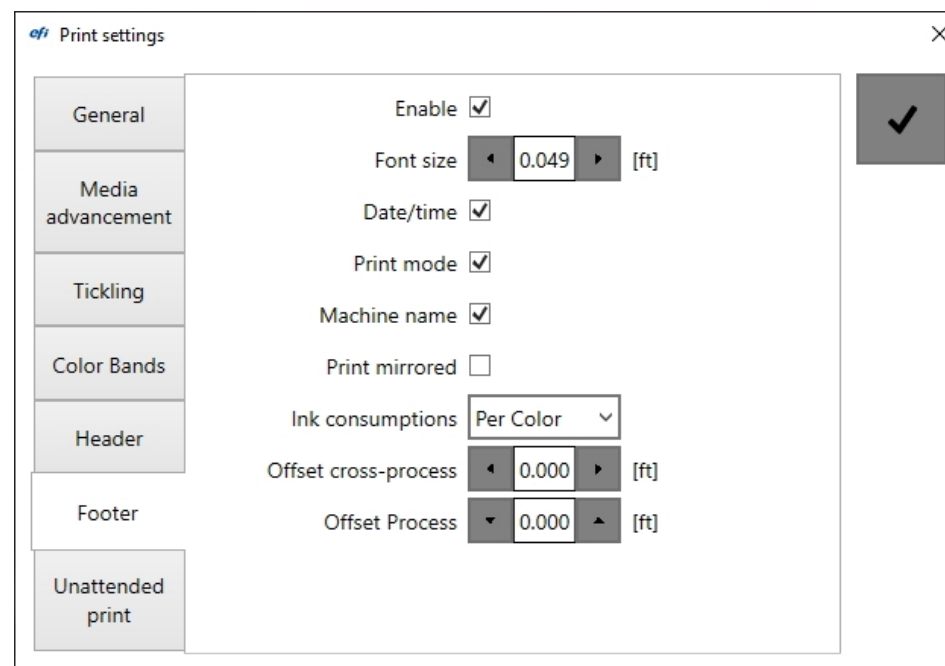 efi Print settings
General
Media
advancement
Tickling
Color Bands
Header
Footer
Unattended
print
Enable
Font size 0.049 [ft]
Date/time
Print mode
Machine name
Print mirrored
Ink consumptions Per Color
Offset cross-process 0.000 [ft]
Offset Process 0.000 [ft]